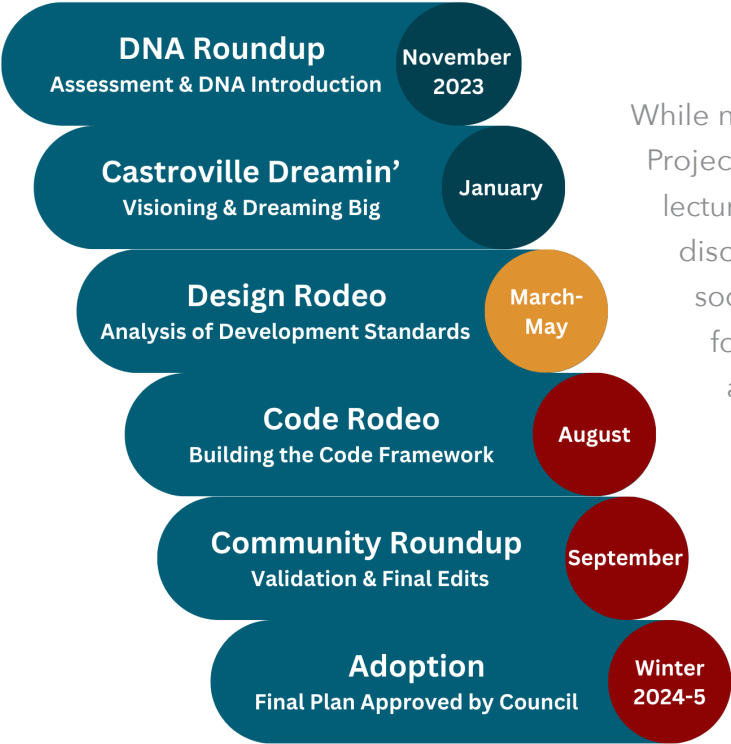 DNA Roundup
Assessment & DNA Introduction
November
2023
Castroville Dreamin’
Visioning & Dreaming Big
January
Design Rodeo
Analysis of Development Standards
March-
May
Code Rodeo
Building the Code Framework
August
Community Roundup
Validation & Final Edits
September
Adoption
Final Plan Approved by Council
Winter
2024-5
While